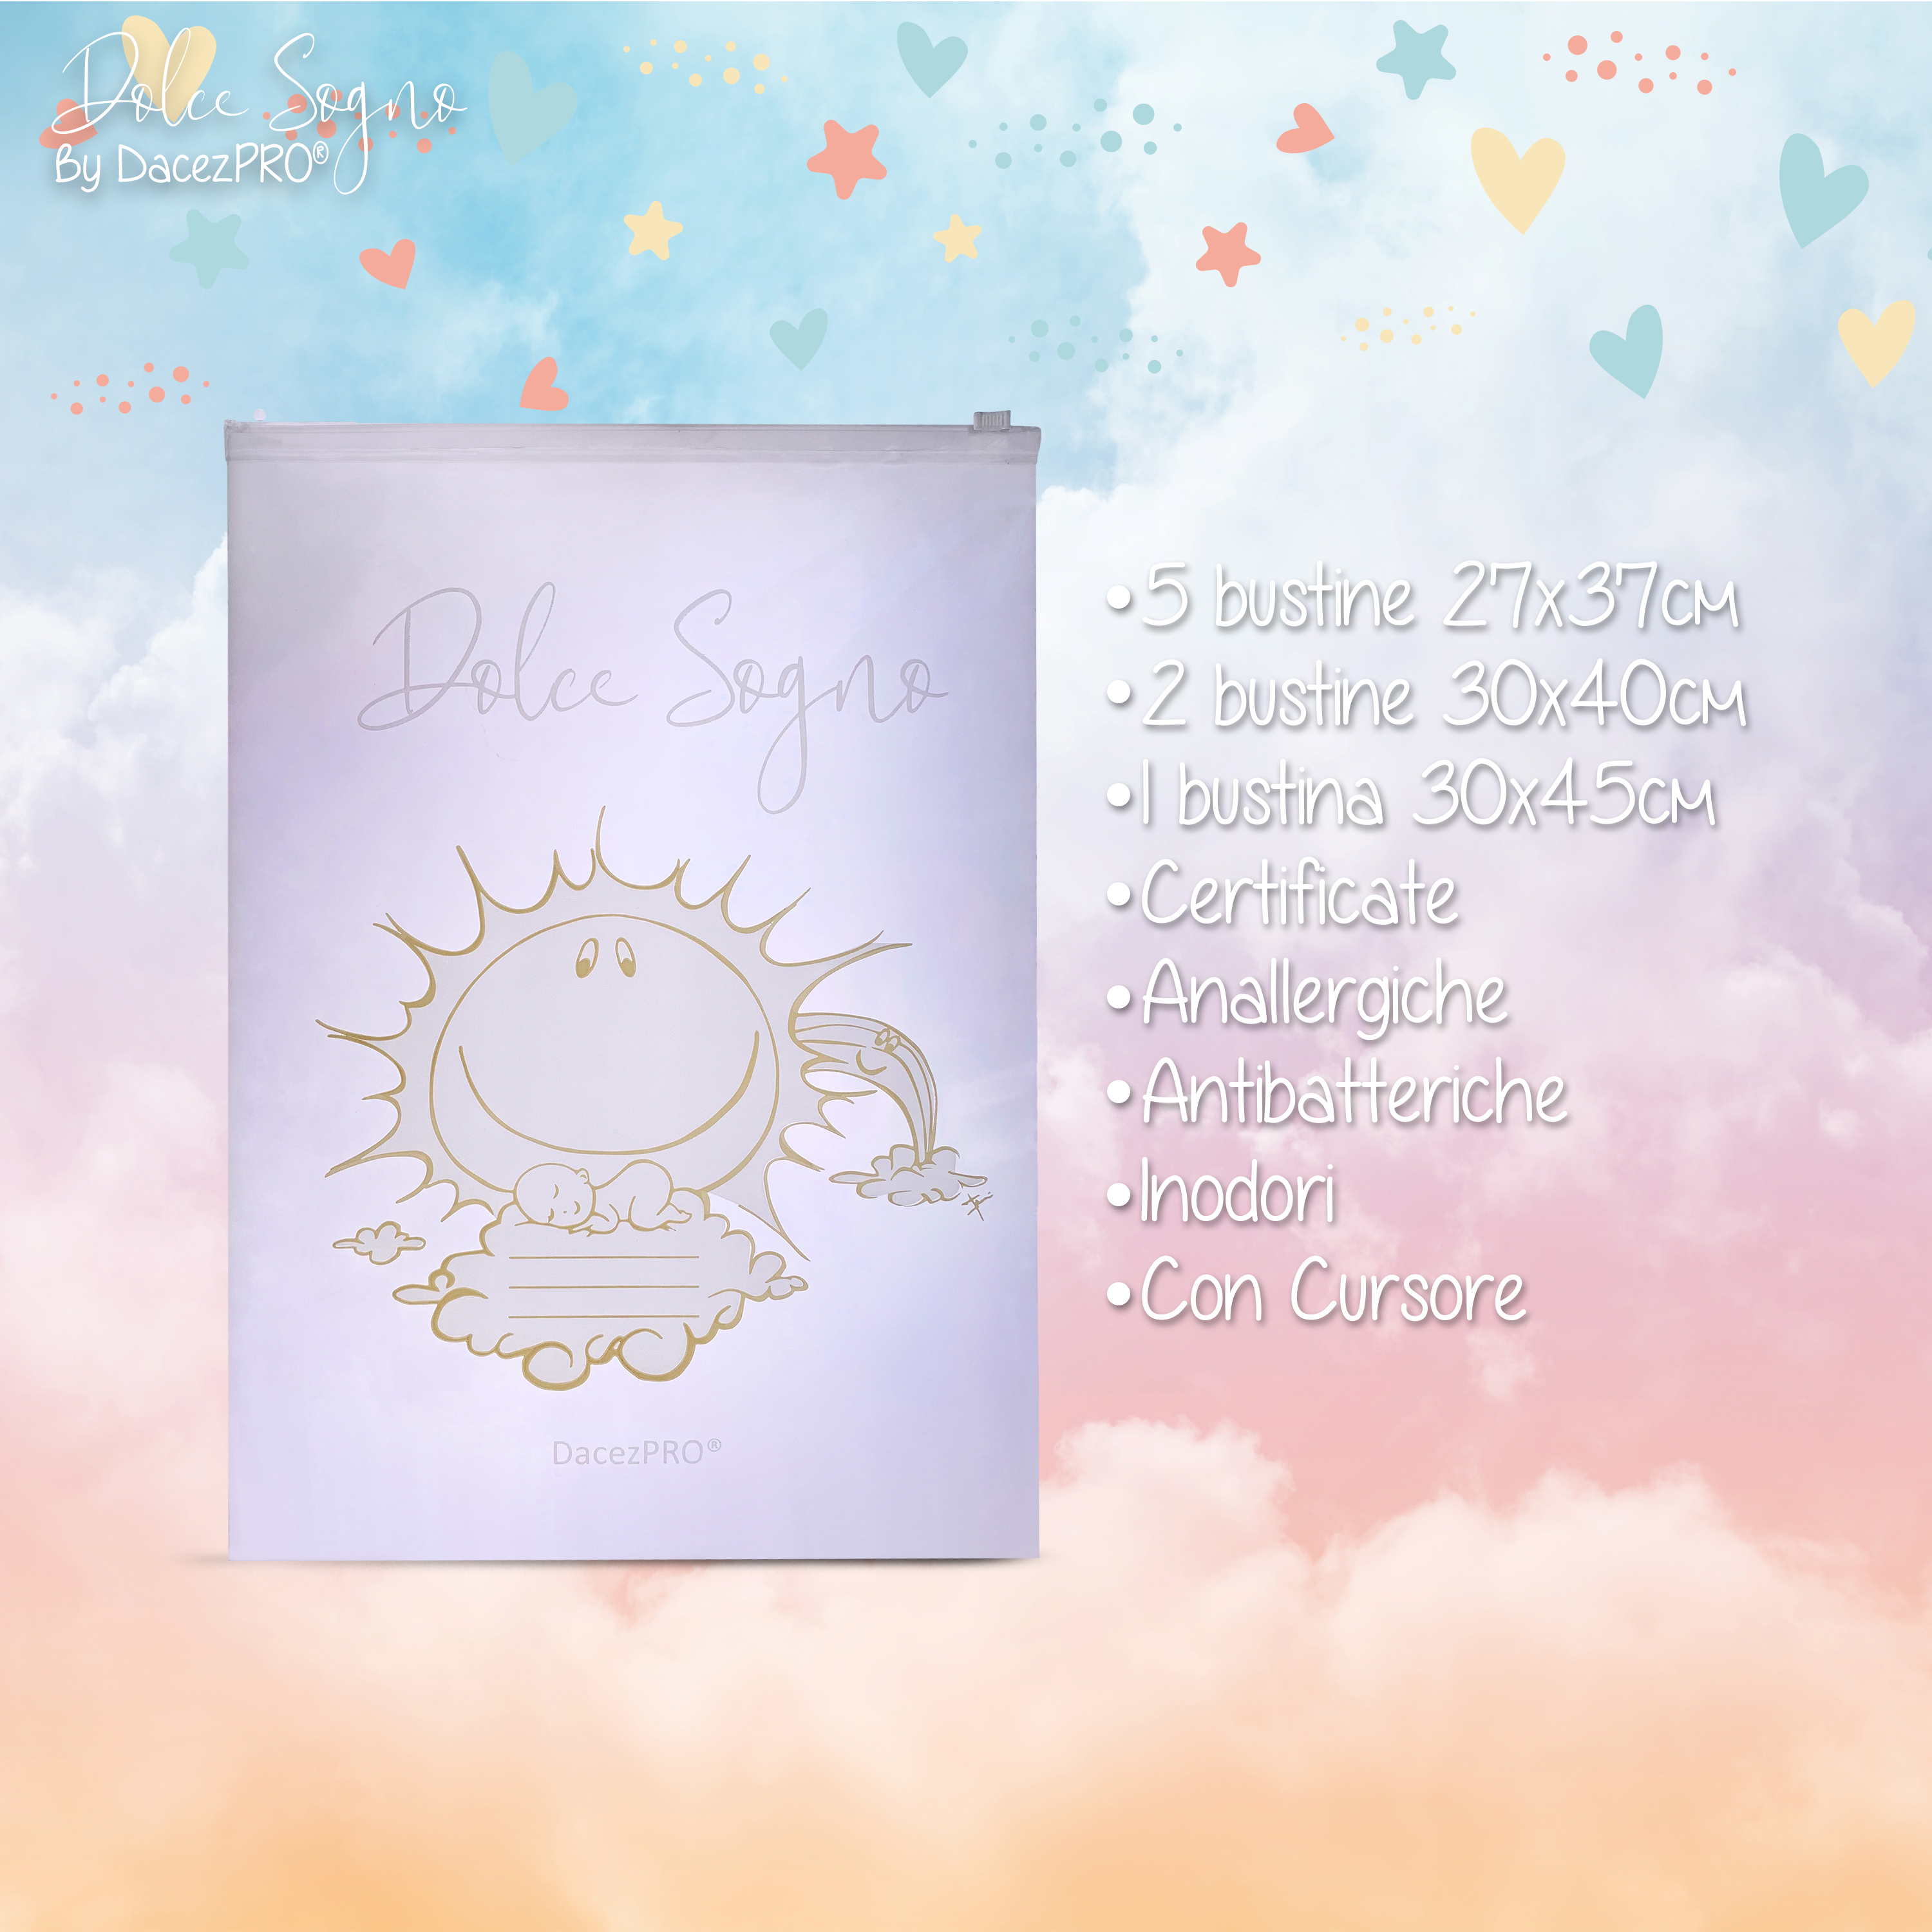 Dolce Sogno
By DacezPRO®
Dolce Sogno
DacezPRO®
•5 bustine 27x37cm
•2 bustine 30x40cm
•1 bustina 30x45cm
•Certificate
•Anallergiche
•Antibatteriche
•Inodori
•Con Cursore